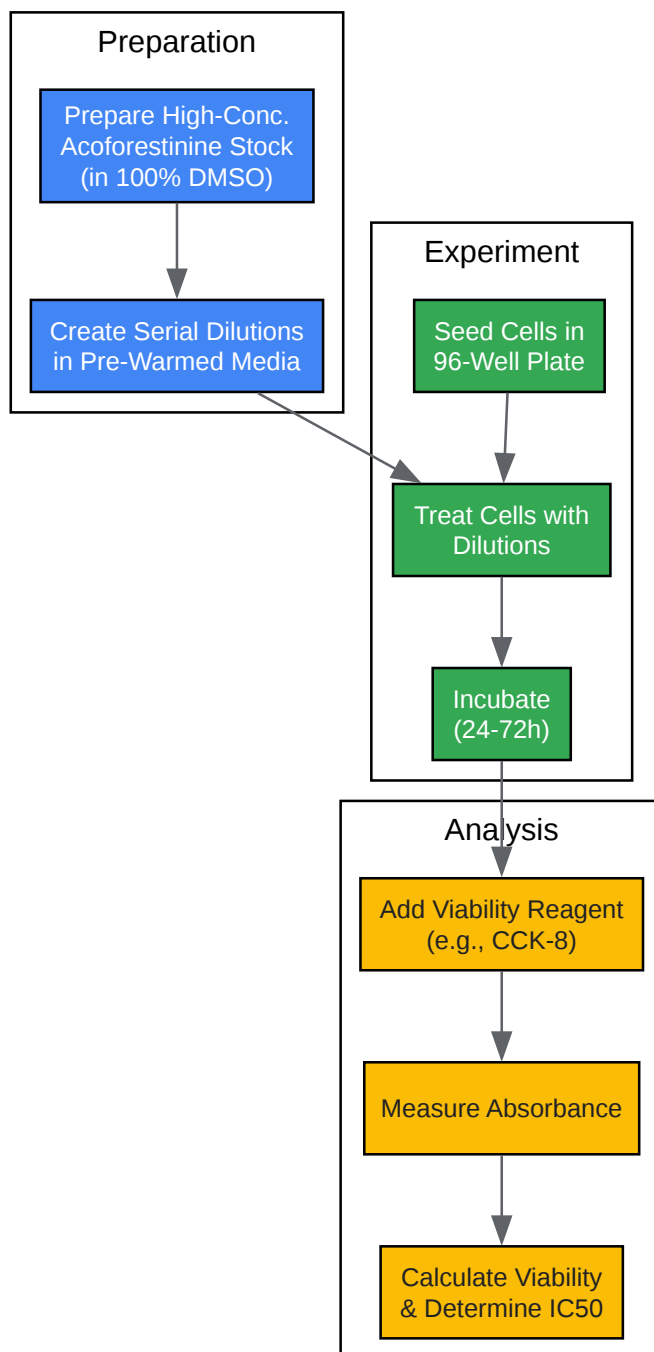 Preparation
Prepare High-Conc.
Acoforestinine Stock
(in 100% DMSO)
Create Serial Dilutions
in Pre-Warmed Media
Experiment
Seed Cells in
96-Well Plate
Treat Cells with
Dilutions
Incubate
(24-72h)
Analysis
Add Viability Reagent
(e.g., CCK-8)
Measure Absorbance
Calculate Viability
& Determine IC50